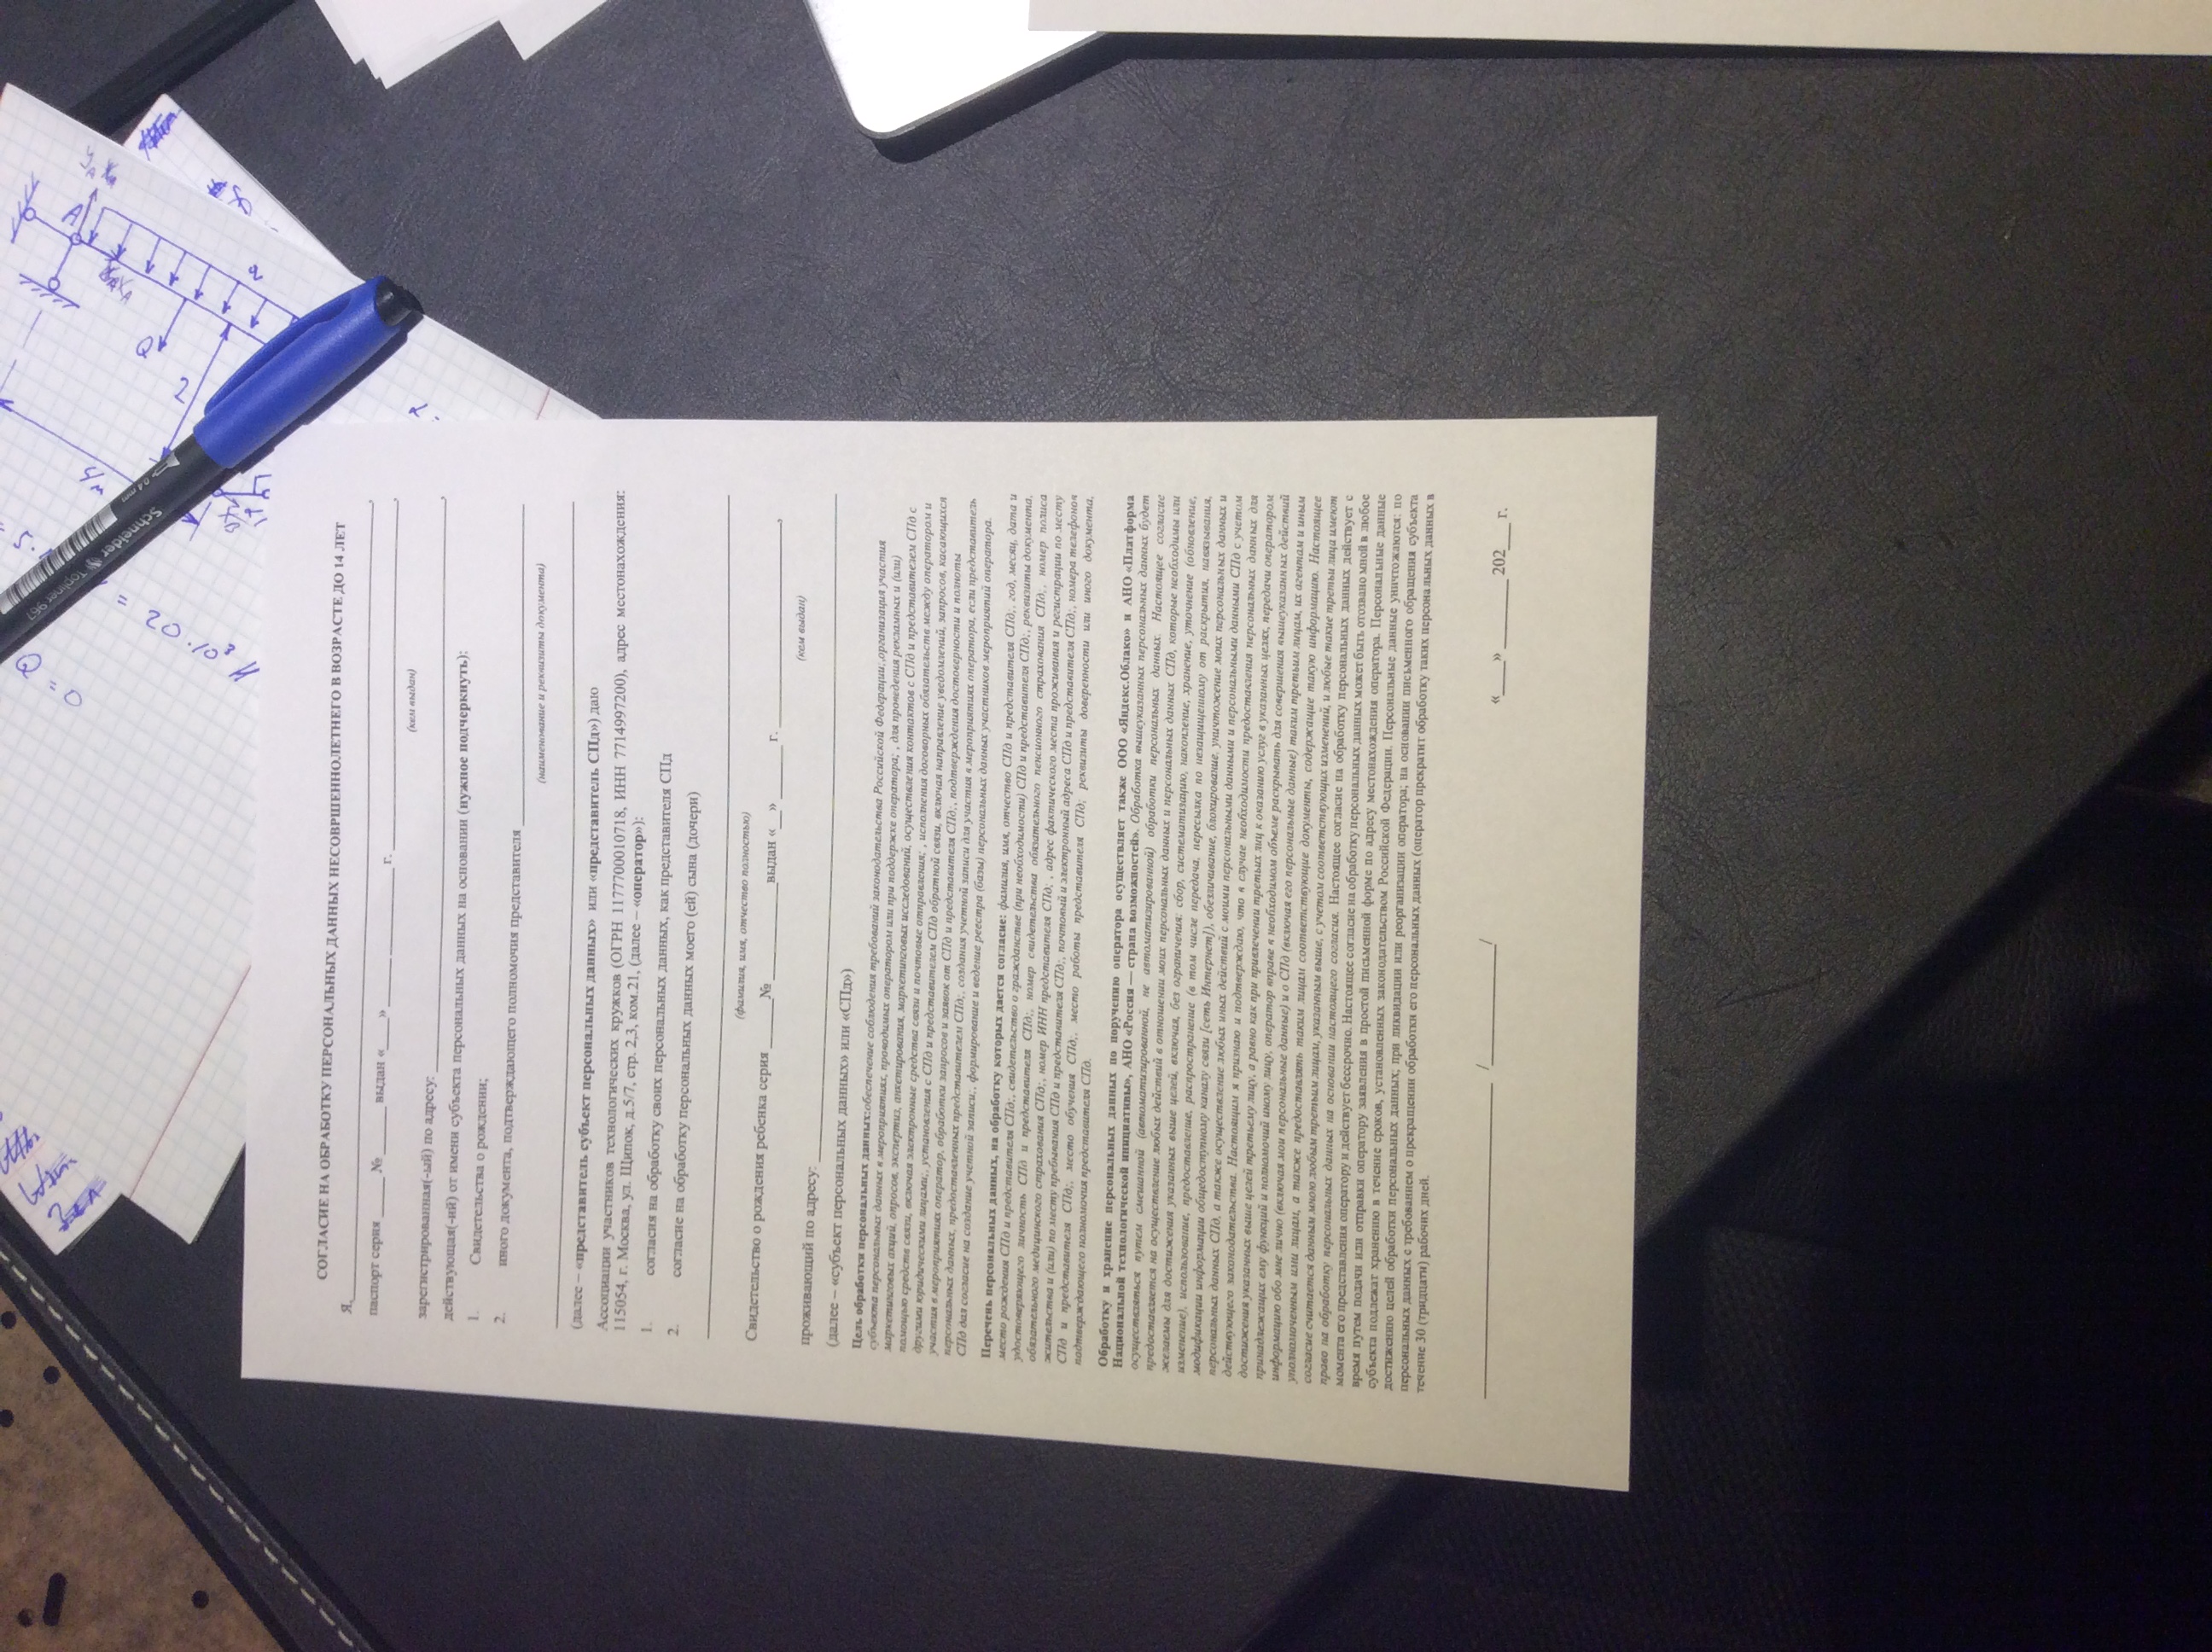 СОГЛАСИЕ НА ОБРАБОТКУ ПЕРСОНАЛЬНЫХ ДАННЫХ НЕСОВРШЕННОЛЕТНЕГО В ВОЗРАСТЕ ДО 14 ЛЕТ
Я,
паспорт серия _____ № ______ выдан «____» ______ ___________ г.
(кем выдан)
зарегистрированная(-ый) по адресу:
действующая(-ий) от имени субъекта персональных данных на основании (нужное подчеркнуть):
1. Свидетельства о рождении;
2. иного документа, подтверждающего полномочия представителя
(наименование и реквизиты документа)
(далее – «представитель субъект персональных данных» или «представитель СПд») даю
Ассоциации участников технологических кружков (ОГРН 1177700010718, ИНН 7714997200), адрес местонахождения:
115054, г. Москва, ул. Щипок, д.5/7, стр. 2,3, ком.21, (далее – «оператор»):
1. согласия на обработку своих персональных данных, как представителя СПд
2. согласие на обработку персональных данных моего (ей) сына (дочери)
(фамилия, имя, отчество полностью)
Свидетельство о рождения ребенка серия ______№ ____________выдан «__» ______ г.
(кем выдан)
проживающий по адресу:
(далее – «субъект персональных данных» или «СПд»)
Цель обработки персональных данных:обеспечение соблюдения требований законодательства Российской Федерации;,организация участия
субъекта персональных данных в мероприятиях, проводимых оператором или при поддержке оператора; , для проведения рекламных и (или)
маркетинговых акций, опросов, экспертиз, анкетирования, маркетинговых исследований, осуществления контактов с СПд и представителем СПд с
помощью средств связи, включая электронные средства связи и почтовые отправления; , исполнения договорных обязательств между оператором и
другими юридическими лицами;, установления с СПд и представителем СПд обратной связи, включая направление уведомлений, запросов, касающихся
участия в мероприятиях оператор, обработки запросов и заявок от СПд и представителя СПд;, подтверждения достоверности и полноты
персональных данных, предоставленных представителем СПд;, создания учетной записи для участия в мероприятиях оператора, если представитель
СПд дал согласие на создание учетной записи;, формирование и ведение реестра (базы) персональных данных участников мероприятий оператора.
Перечень персональных данных, на обработку которых дается согласие: фамилия, имя, отчество СПд и представителя СПд;, год, месяц, дата и
место рождения СПд и представителя СПд;, свидетельство о гражданстве (при необходимости) СПд и представителя СПд;, реквизиты документа,
удостоверяющего личность СПд и представителя СПд;, номер свидетельства обязательного пенсионного страхования СПд;, номер полиса
обязательного медицинского страхования СПд;, номер ИНН представителя СПд; , адрес фактического места проживания и регистрации по месту
жительства и (или) по месту пребывания СПд и представителя СПд;, почтовый и электронный адреса СПд и представителя СПд;, номера телефонов
СПд и представителя СПд;, место обучения СПд;, место работы представителя СПд; реквизиты доверенности или иного документа,
подтверждающего полномочия представителя СПд.
Обработку и хранение персональных данных по поручению оператора осуществляет также ООО «Яндекс.Облако» и АНО «Платформа
Национальной технологической инициативы», АНО «Россия — страна возможностей». Обработка вышеуказанных персональных данных будет
осуществляться путем смешанной (автоматизированной, не автоматизированной) обработки персональных данных. Настоящее согласие
предоставляется на осуществление любых действий в отношении моих персональных данных и персональных данных СПд, которые необходимы или
желаемы для достижения указанных выше целей, включая, без ограничения: сбор, систематизацию, накопление, хранение, уточнение (обновление,
изменение), использование, предоставление, распространение (в том числе передача, пересылка по незащищенному от раскрытия, навязывания,
модификации информации общедоступному каналу связи [сеть Интернет]), обезличивание, блокирование, уничтожение моих персональных данных и
персональных данных СПд, а также осуществление любых иных действий с моими персональными данными и персональными данными СПд с учетом
действующего законодательства. Настоящим я признаю и подтверждаю, что в случае необходимости предоставления персональных данных для
достижения указанных выше целей третьему лицу, а равно как при привлечении третьих лиц к оказанию услуг в указанных целях, передачи оператором
принадлежащих ему функций и полномочий иному лицу, оператор вправе в необходимом объеме раскрывать для совершения вышеуказанных действий
информацию обо мне лично (включая мои персональные данные) и о СПд (включая его персональные данные) таким третьим лицам, их агентам и иным
уполномоченным ими лицам, а также предоставлять таким лицам соответствующие документы, содержащие такую информацию. Настоящее
согласие считается данным мною любым третьим лицам, указанным выше, с учетом соответствующих изменений, и любые такие третьи лица имеют
право на обработку персональных данных на основании настоящего согласия. Настоящее согласие на обработку персональных данных действует с
момента его представления оператору и действует бессрочно. Настоящее согласие на обработку персональных данных может быть отозвано мной в любое
время путем подачи или отправки оператору заявления в простой письменной форме по адресу местонахождения оператора. Персональные данные
субъекта подлежат хранению в течение сроков, установленных законодательством Российской Федерации. Персональные данные уничтожаются: по
достижению целей обработки персональных данных; при ликвидации или реорганизации оператора; на основании письменного обращения субъекта
персональных данных с требованием о прекращении обработки его персональных данных (оператор прекратит обработку таких персональных данных в
течение 30 (тридцати) рабочих дней.
/___________/ «____» ________ 202___ г.
Schneider Topliner 967
0.4 mm
Q = 0
= 20·10³ Н